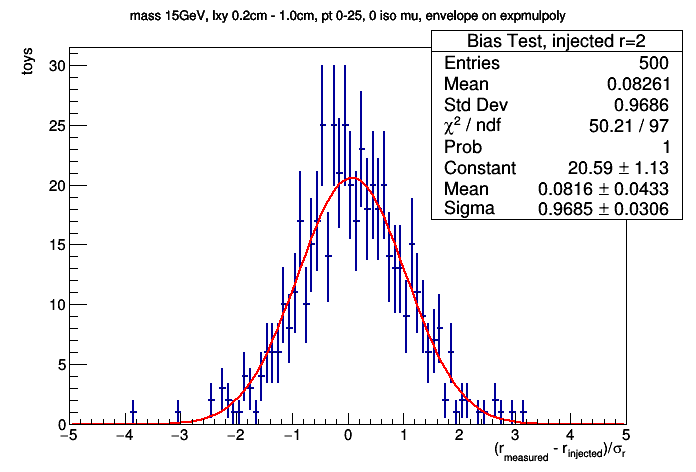 mass 15GeV, lxy 0.2cm - 1.0cm, pt 0-25, 0 iso mu, envelope on expmulpoly
Bias Test, injected r=2
Entries 500
Mean 0.08261
Std Dev 0.9686
χ² / ndf 50.21 / 97
Prob 1
Constant 20.59 ± 1.13
Mean 0.0816 ± 0.0433
Sigma 0.9685 ± 0.0306
toys
30
25
20
15
10
5
0
−5 −4 −3 −2 −1 0 1 2 3 4 5
(r_measured - r_injected)/σ_r